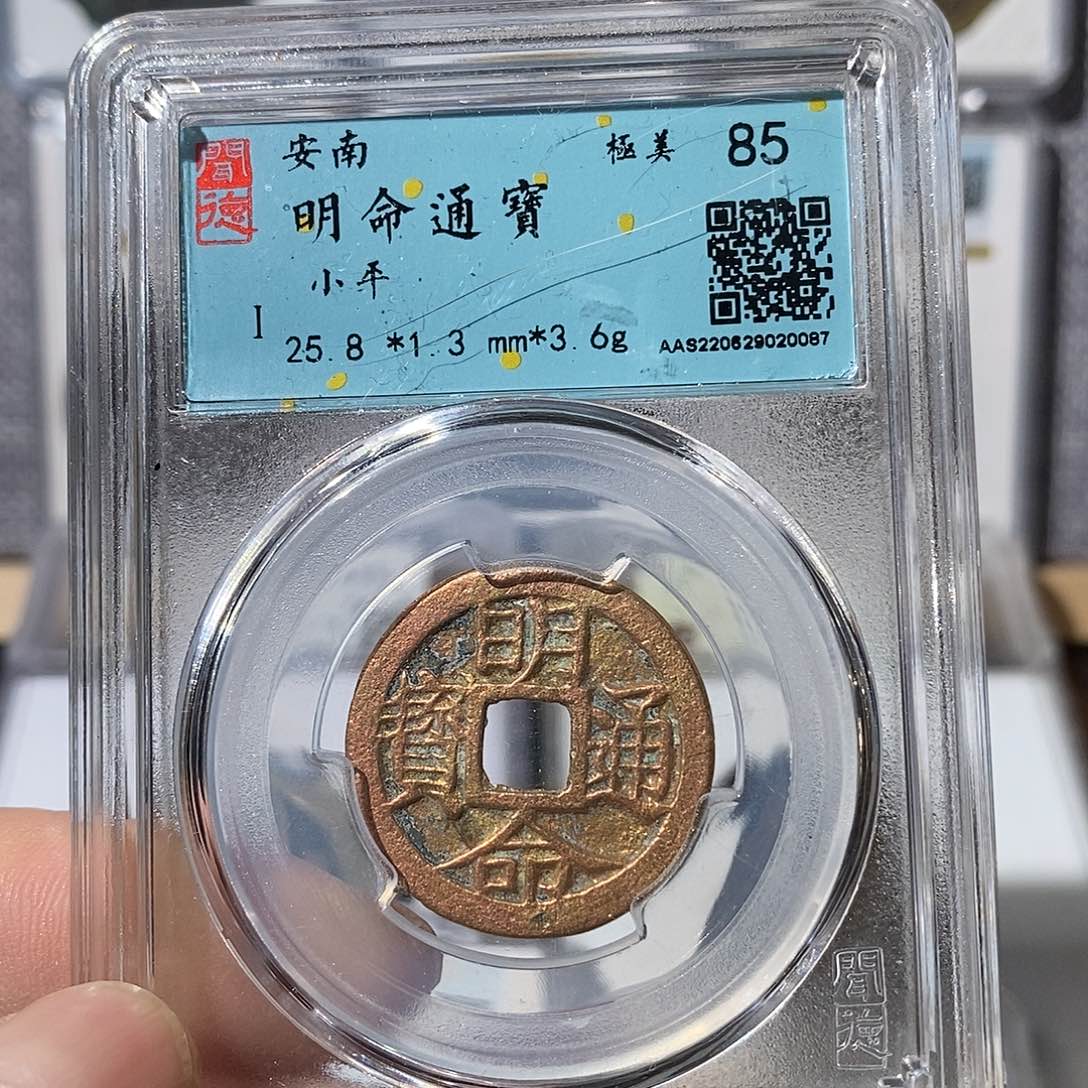 聞德
安南
極美 85
明命通寶
小平
I
25.8 *1.3 mm*3.6g
AAS220629020087
明命通寶
聞德